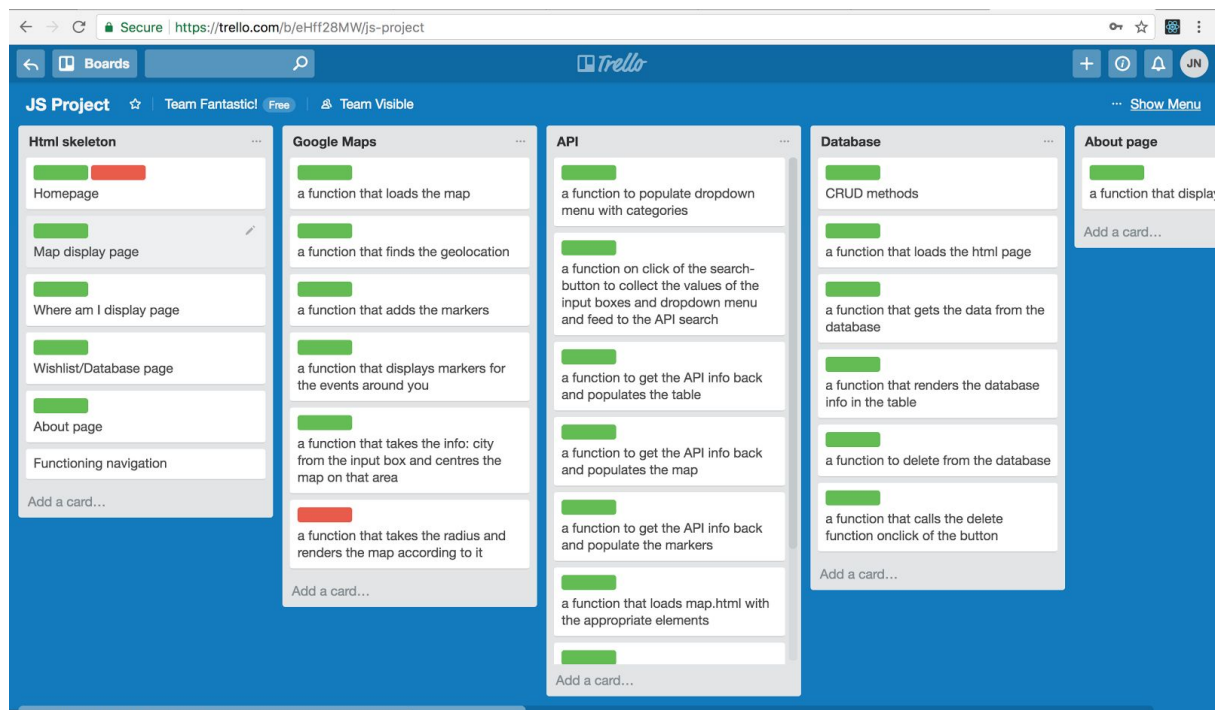 Secure https://trello.com/b/eHff28MW/js-project
Boards
Trello
JN
JS Project
Team Fantastic! Free
Team Visible
... Show Menu
Html skeleton
Homepage
Map display page
Where am I display page
Wishlist/Database page
About page
Functioning navigation
Add a card...
Google Maps
a function that loads the map
a function that finds the geolocation
a function that adds the markers
a function that displays markers for
the events around you
a function that takes the info: city
from the input box and centres the
map on that area
a function that takes the radius and
renders the map according to it
Add a card...
API
a function to populate dropdown
menu with categories
a function on click of the search-
button to collect the values of the
input boxes and dropdown menu
and feed to the API search
a function to get the API info back
and populates the table
a function to get the API info back
and populates the map
a function to get the API info back
and populate the markers
a function that loads map.html with
the appropriate elements
Add a card...
Database
CRUD methods
a function that loads the html page
a function that gets the data from the
database
a function that renders the database
info in the table
a function to delete from the database
a function that calls the delete
function onclick of the button
Add a card...
About page
a function that display
Add a card...